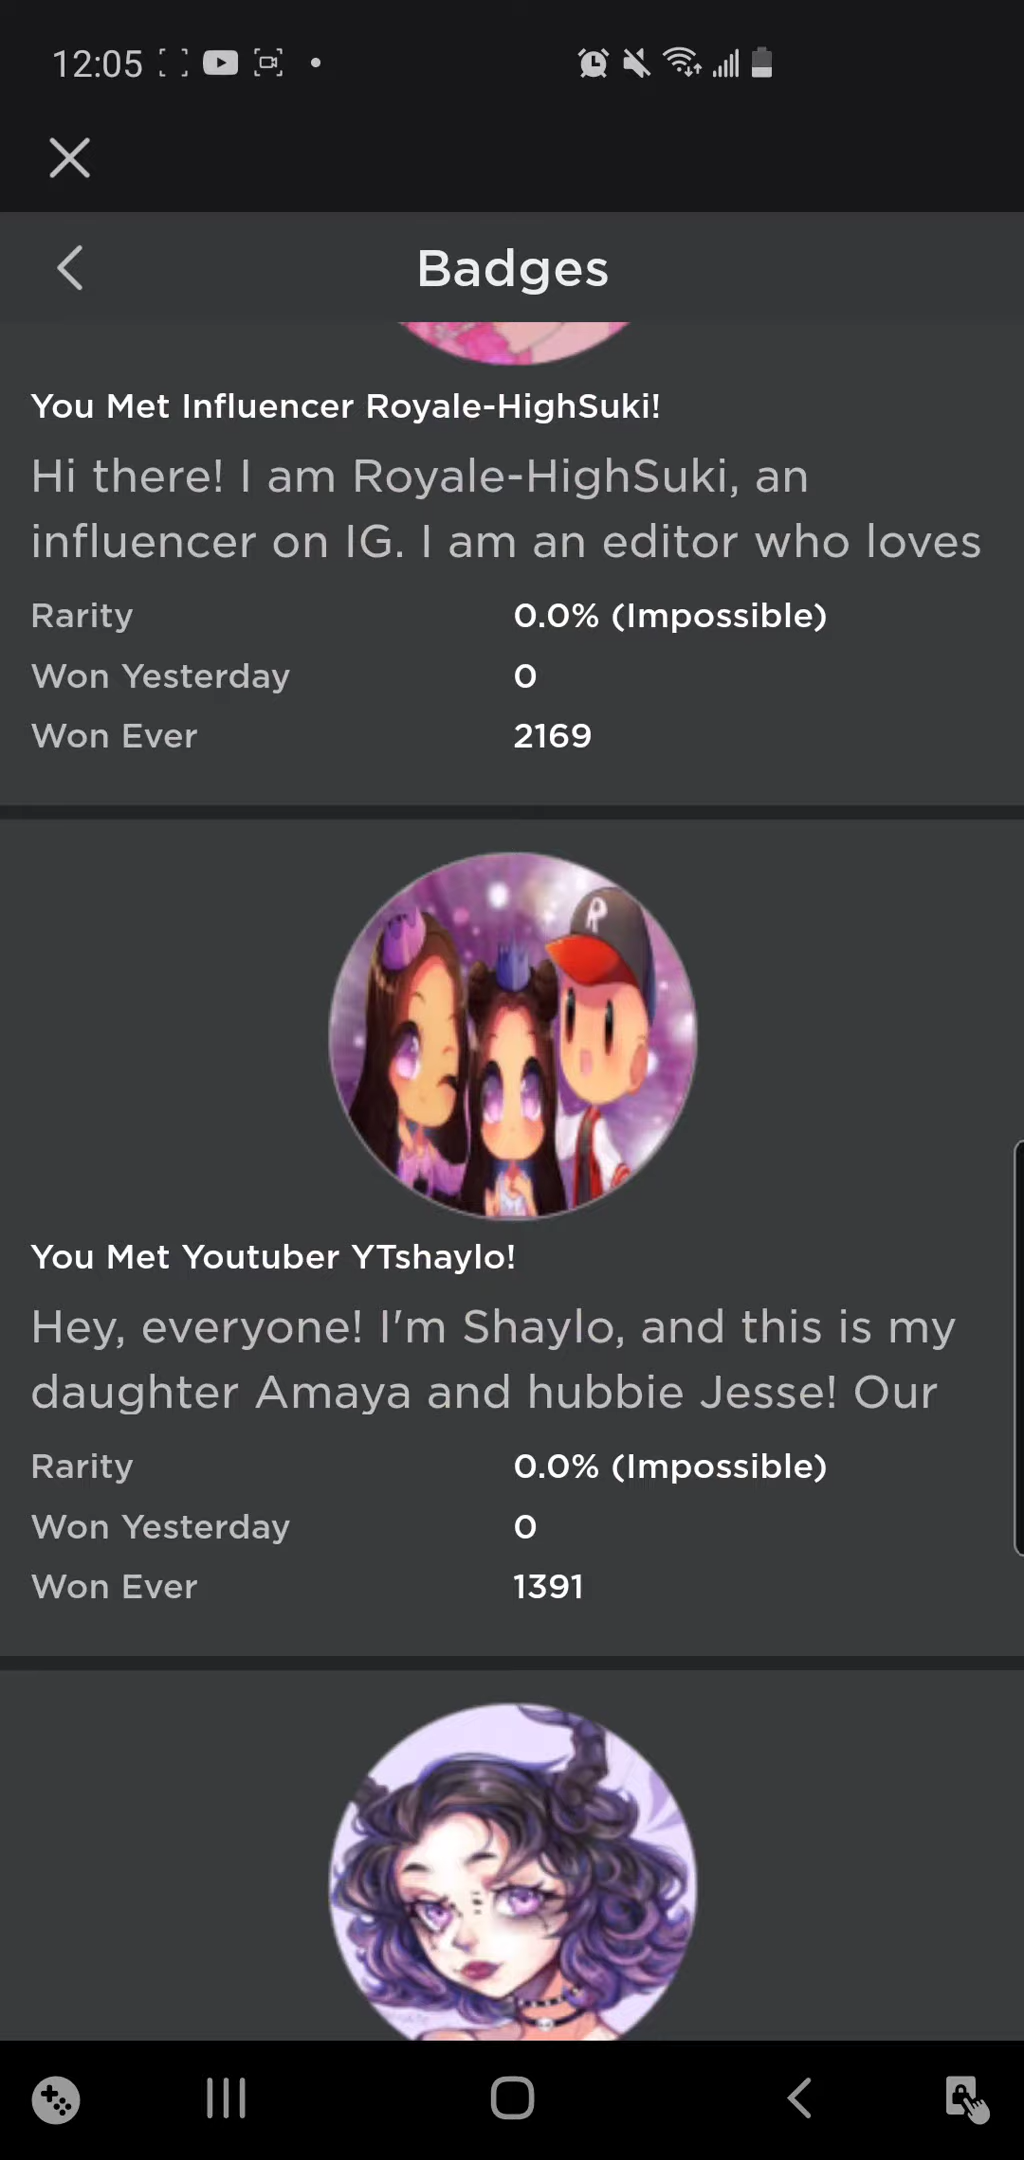 12:05
Badges
You Met Influencer Royale-HighSuki!
Hi there! I am Royale-HighSuki, an
influencer on IG. I am an editor who loves
Rarity 0.0% (Impossible)
Won Yesterday 0
Won Ever 2169
R
You Met Youtuber YTshaylo!
Hey, everyone! I'm Shaylo, and this is my
daughter Amaya and hubbie Jesse! Our
Rarity 0.0% (Impossible)
Won Yesterday 0
Won Ever 1391